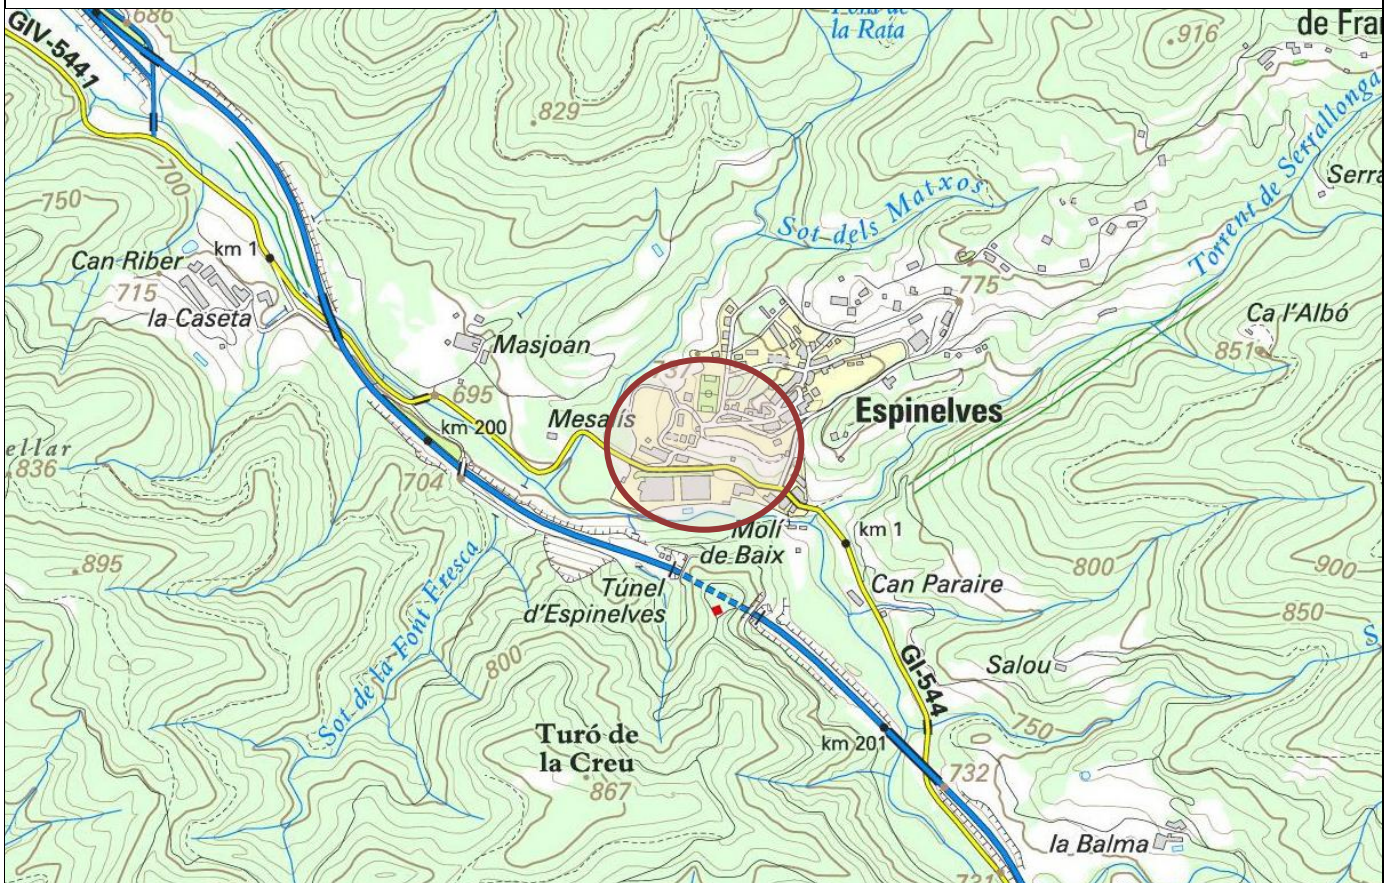 686
GIV-5441
916
de Fra
la Rata
829
Torrent de Serrallonga
Serra
700
750
Sot dels Matxos
km 1
Can Riber
715
la Caseta
775
Ca l'Albó
851
Masjoan
695
Mesalís
Espinelves
km 200
836
704
Molí
de Baix
km 1
895
Túnel
d'Espinelves
Can Paraire
800
900
850
Sot de la Font Fresca
800
GI-544
Salou
750
Turó de
la Creu
867
km 201
732
la Balma